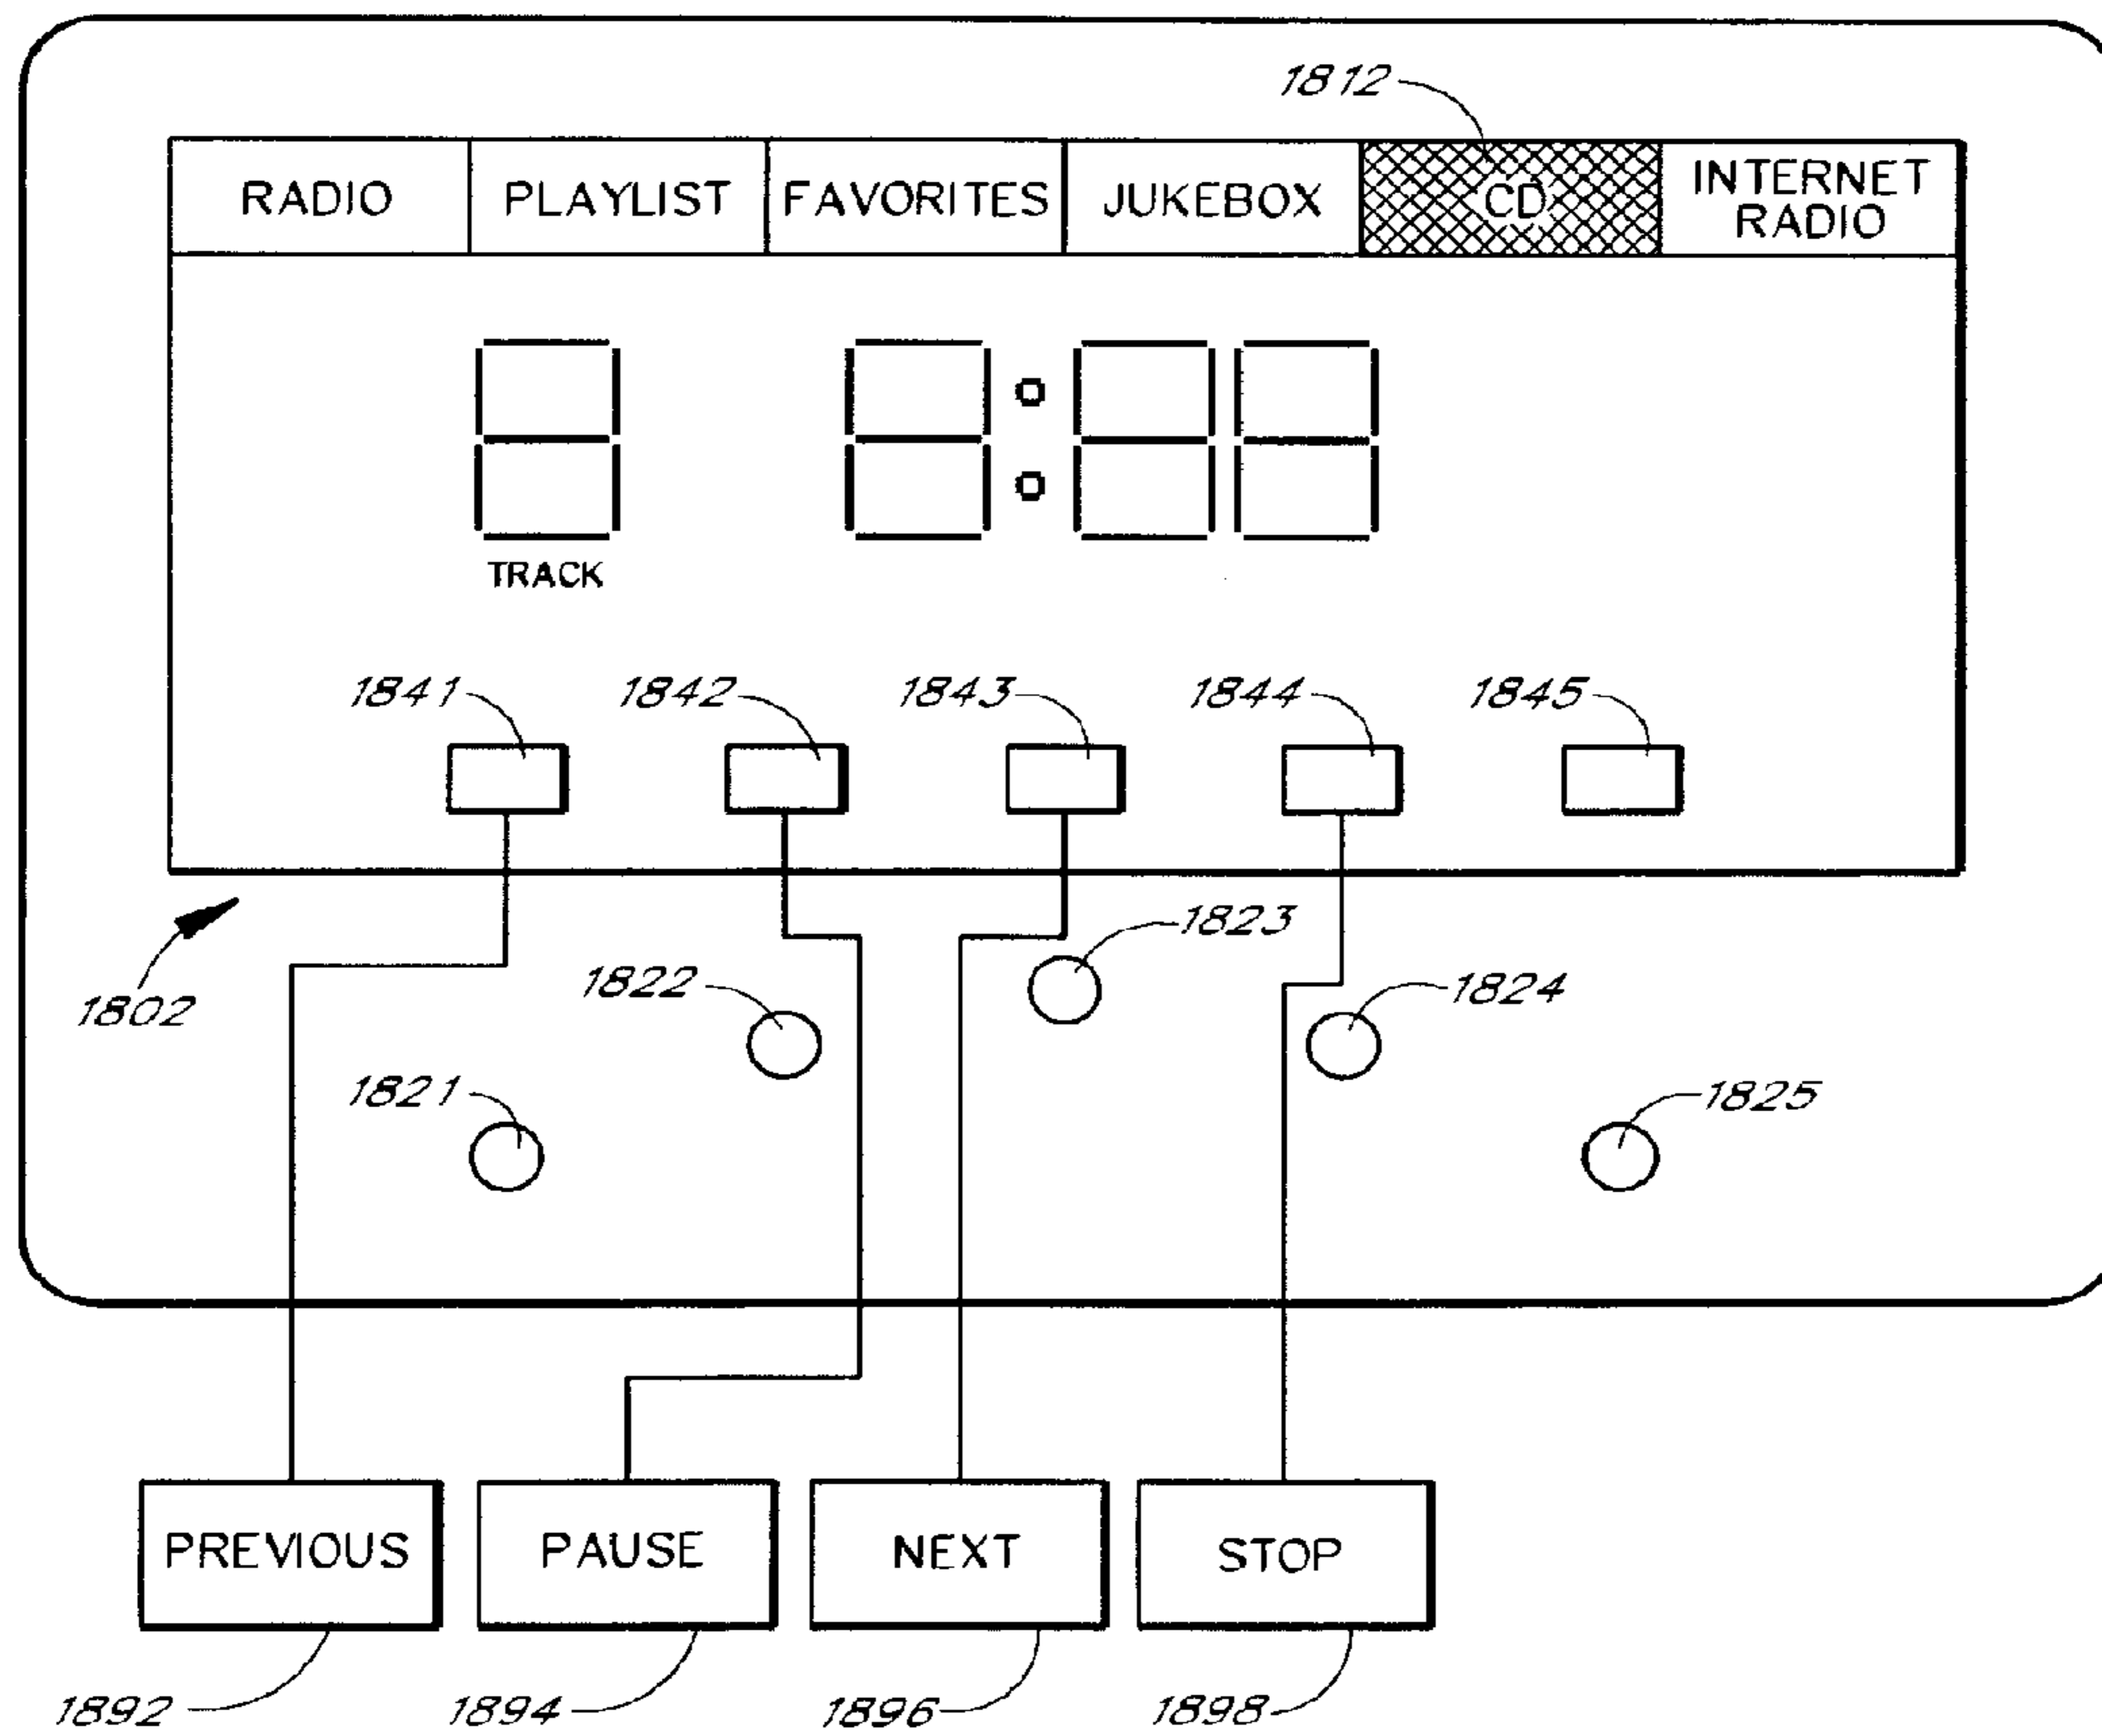 1812
RADIO PLAYLIST FAVORITES JUKEBOX CD INTERNET RADIO
TRACK
1841 1842 1843 1844 1845
1802
1823
1822 1824
1821 1825
PREVIOUS PAUSE NEXT STOP
1892 1894 1896 1898